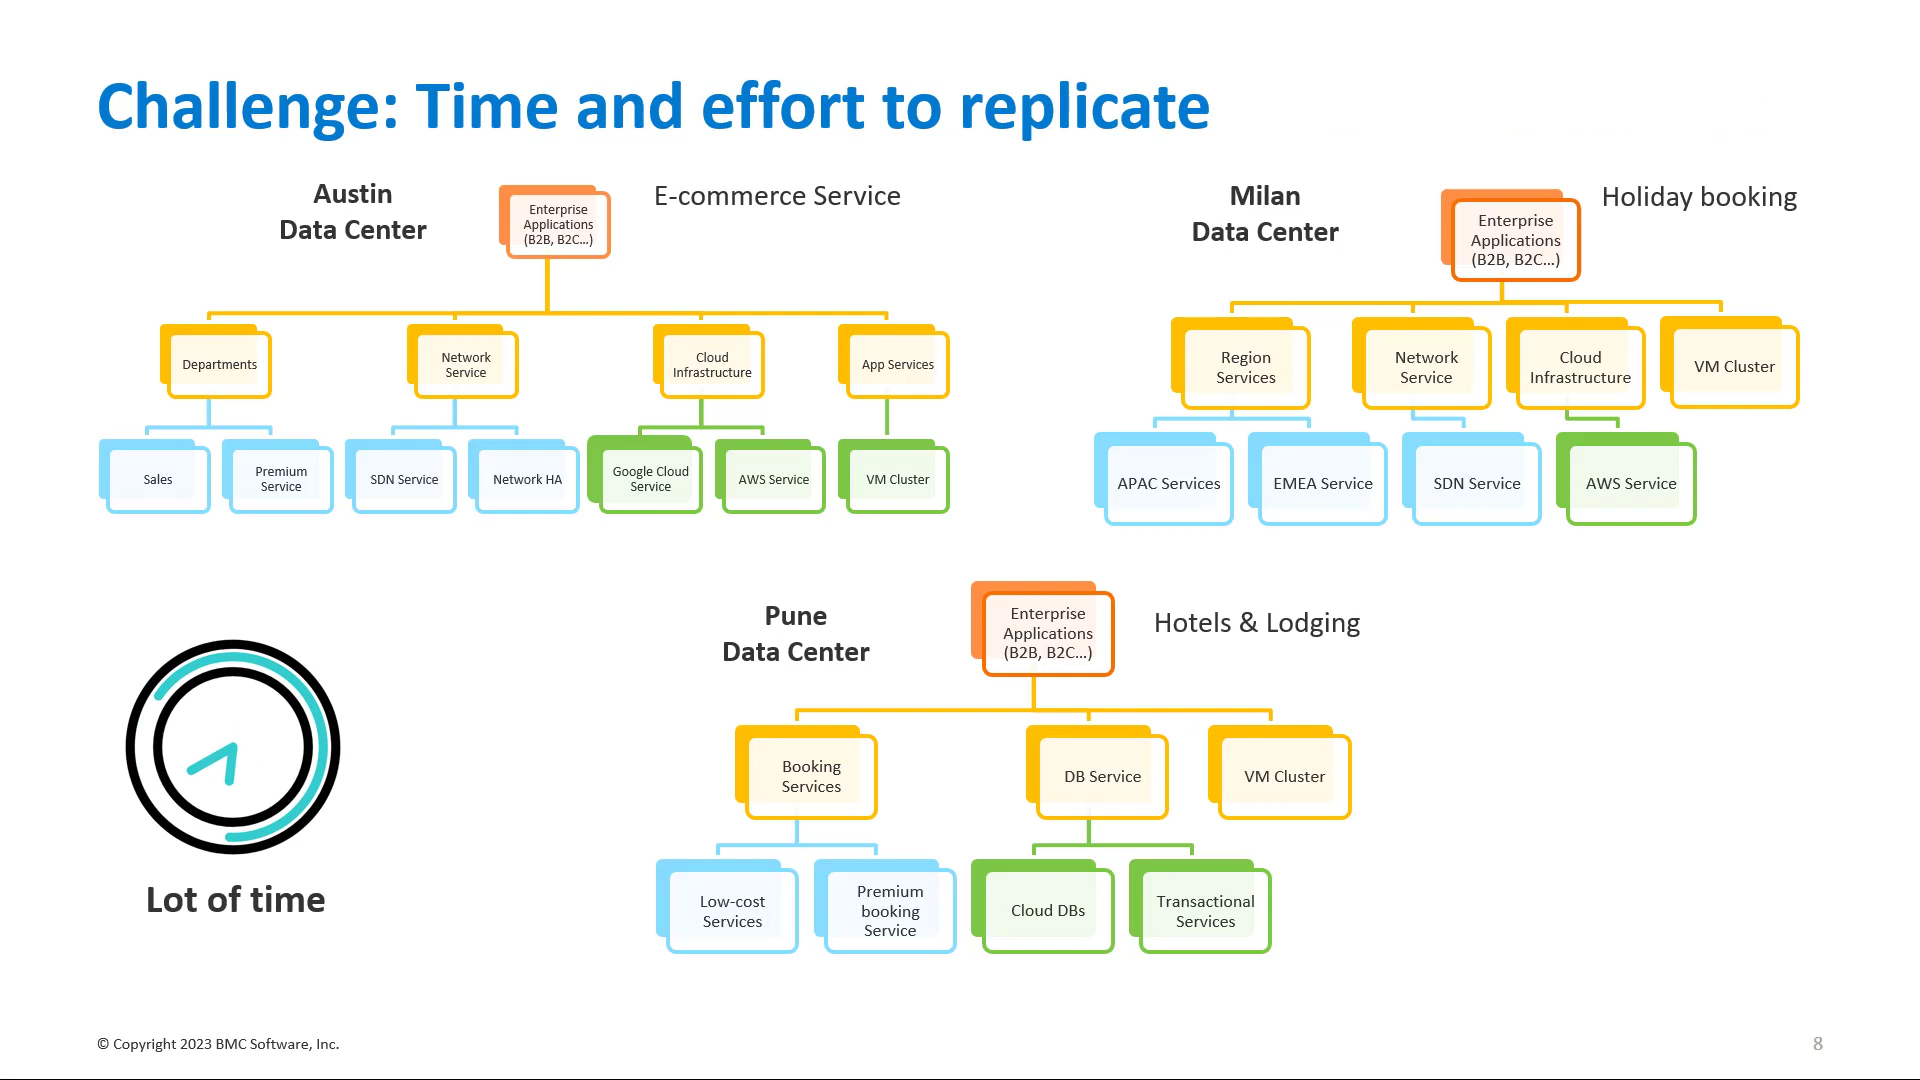 Challenge: Time and effort to replicate
Austin
Data Center
Enterprise
Applications
(B2B, B2C...)
E-commerce Service
Departments
Network
Service
Cloud
Infrastructure
App Services
Sales
Premium
Service
SDN Service
Network HA
Google Cloud
Service
AWS Service
VM Cluster
Milan
Data Center
Enterprise
Applications
(B2B, B2C...)
Holiday booking
Region
Services
Network
Service
Cloud
Infrastructure
VM Cluster
APAC Services
EMEA Service
SDN Service
AWS Service
Pune
Data Center
Enterprise
Applications
(B2B, B2C...)
Hotels & Lodging
Booking
Services
DB Service
VM Cluster
Low-cost
Services
Premium
booking
Service
Cloud DBs
Transactional
Services
Lot of time
© Copyright 2023 BMC Software, Inc.
8